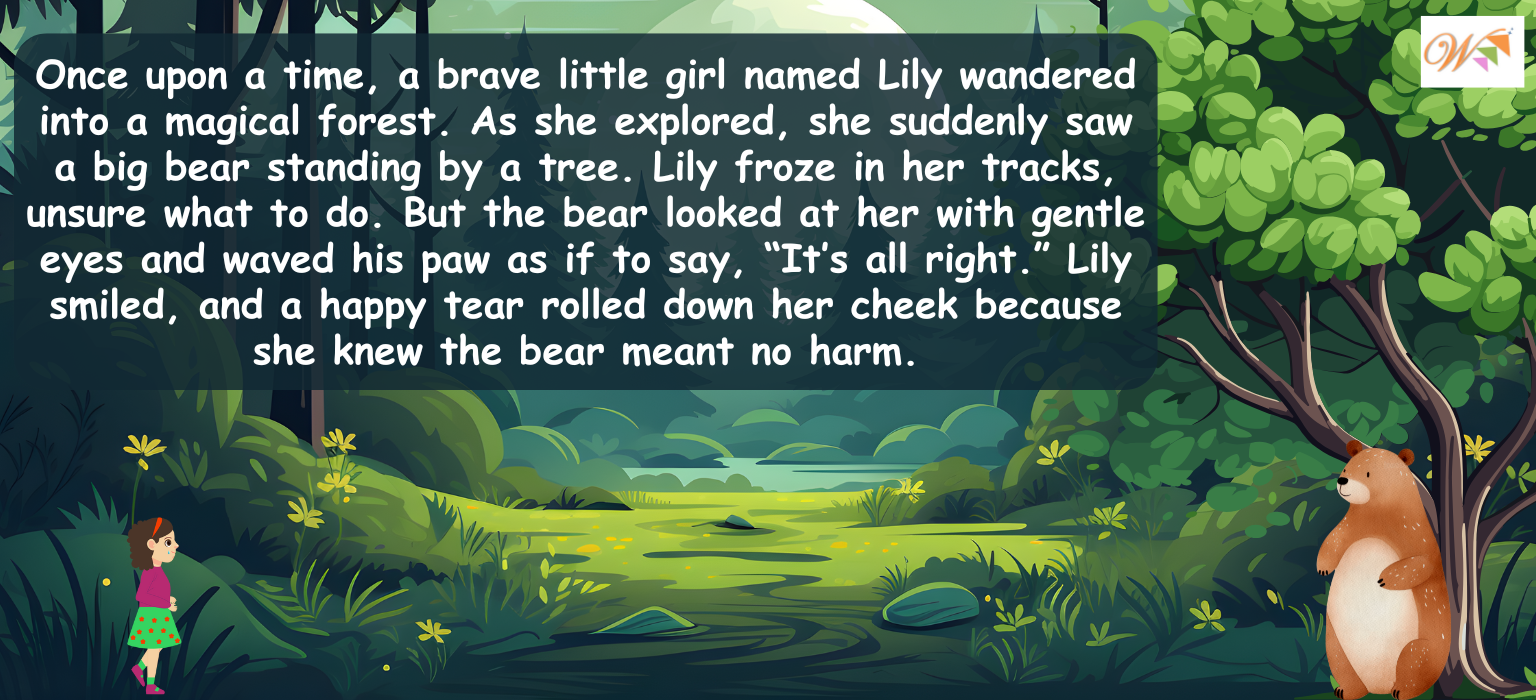 Once upon a time, a brave little girl named Lily wandered
into a magical forest. As she explored, she suddenly saw
a big bear standing by a tree. Lily froze in her tracks,
unsure what to do. But the bear looked at her with gentle
eyes and waved his paw as if to say, “It’s all right.” Lily
smiled, and a happy tear rolled down her cheek because
she knew the bear meant no harm.
W